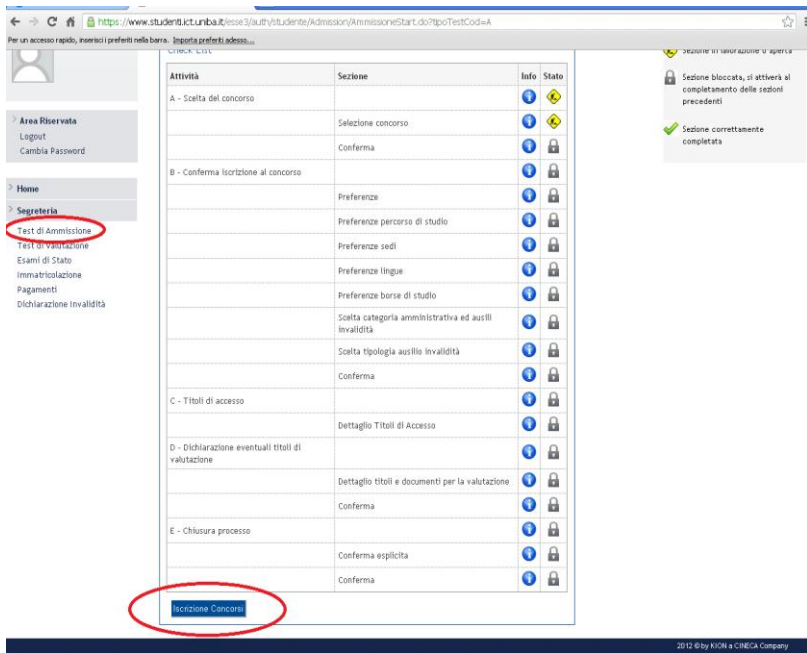 https://www.studenti.ict.uniba.it/esse3/auth/studente/Admission/AmmissioneStart.do?tipoTestCod=A
Per un accesso rapido, inserisci i preferiti nella barra. Importa preferiti adesso...
Area Riservata
Logout
Cambia Password
Home
Segreteria
Test di Ammissione
Test di Valutazione
Esami di Stato
Immatricolazione
Pagamenti
Dichiarazione Invalidità
Check List
Attività Sezione Info Stato
A - Scelta del concorso
Selezione concorso
Conferma
B - Conferma iscrizione al concorso
Preferenze
Preferenze percorso di studio
Preferenze sedi
Preferenze lingue
Preferenze borse di studio
Scelta categoria amministrativa ed ausili
invalidità
Scelta tipologia ausilio invalidità
Conferma
C - Titoli di accesso
Dettaglio Titoli di Accesso
D - Dichiarazione eventuali titoli di
valutazione
Dettaglio titoli e documenti per la valutazione
Conferma
E - Chiusura processo
Conferma esplicita
Conferma
Iscrizione Concorsi
Sezione in lavorazione o aperta
Sezione bloccata, si attiverà al
completamento delle sezioni
precedenti
Sezione correttamente
completata
2012 © by KION a CINECA Company